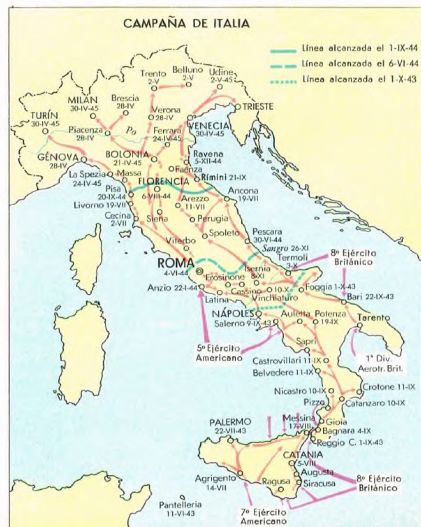 CAMPAÑA DE ITALIA
Línea alcanzada el 1-IX-44
Línea alcanzada el 6-VI-44
Línea alcanzada el 1-X-43
Trento
2-V
Belluno
2-V
Udine
2-V-45
MILÁN
30-IV-45
Brescia
28-IV
Verona
28-IV
TRIESTE
TURÍN
30-IV-45
Piacenza
28-IV
Po
VENECIA
30-IV-45
Ferrara
24-IV-45
GÉNOVA
28-IV
BOLONIA
21-IV-45
Ravena
5-XII-44
La Spezia
24-IV-45
Massa
Faenza
Rimini 21-IX
FLORENCIA
6-VIII-44
Pisa
20-IX-44
Livorno 19-VII
Arezzo
11-VII
Ancona
19-VII
Cecina
2-VII
Siena
Perugia
Spoleto
Pescara
30-VI-44
Viterbo
Sangro 26-XI
Termoli
3-X
8º Ejército
Británico
ROMA
4-VI-44
Isernia
5-XI
Frosinone
Cassino
10-X
Foggia 1-X-43
Anzio 22-I-44
Latina
Vinchiaturo
Bari 22-IX-43
NÁPOLES
Salerno 9-IX-43
Auletta
Potenza
19-IX
Tarento
5º Ejército
Americano
Sapri
1ª Div.
Aerotr. Brit.
Castrovillari 11-IX
Belvedere 11-IX
Nicastro 10-IX
Crotone 11-IX
Pizzo
Catanzaro 10-IX
Messina
17-VIII
Gioia
PALERMO
22-VII-43
Bagnara 4-IX
Reggio C. 1-IX-43
CATANIA
5-VIII
Agrigento
14-VII
Augusta
Ragusa
Siracusa
8º Ejército
Británico
Pantelleria
11-VI-43
7º Ejército
Americano